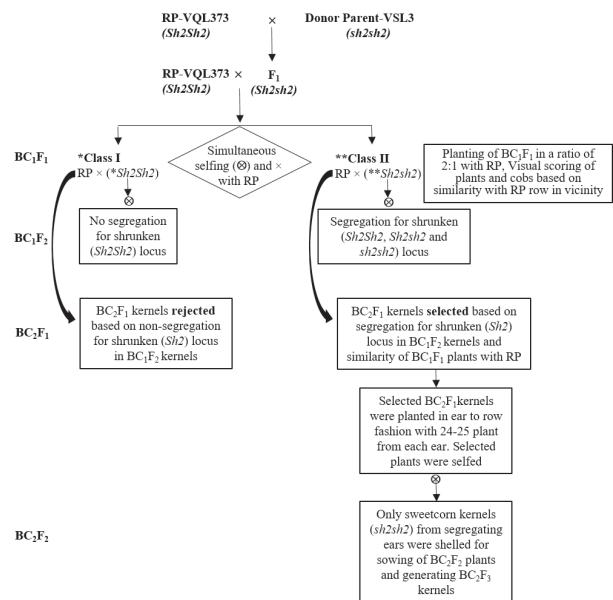 RP-VQL373 × Donor Parent-VSL3
(Sh2Sh2) (sh2sh2)
RP-VQL373 × F1
(Sh2Sh2) (Sh2sh2)
BC1F1
*Class I
RP × (*Sh2Sh2)
Simultaneous
selfing (⊗) and ×
with RP
**Class II
RP × (**Sh2sh2)
Planting of BC1F1 in a ratio of
2:1 with RP, Visual scoring of
plants and cobs based on
similarity with RP row in vicinity
⊗
⊗
BC1F2
No segregation
for shrunken
(Sh2Sh2) locus
Segregation for shrunken
(Sh2Sh2, Sh2sh2 and
sh2sh2) locus
BC2F1
BC2F1 kernels rejected
based on non-segregation
for shrunken (Sh2) locus
in BC1F2 kernels
BC2F1 kernels selected based on
segregation for shrunken (Sh2)
locus in BC1F2 kernels and
similarity of BC1F1 plants with RP
Selected BC2F1kernels
were planted in ear to row
fashion with 24-25 plant
from each ear. Selected
plants were selfed
⊗
BC2F2
Only sweetcorn kernels
(sh2sh2) from segregating
ears were shelled for
sowing of BC2F2 plants
and generating BC2F3
kernels